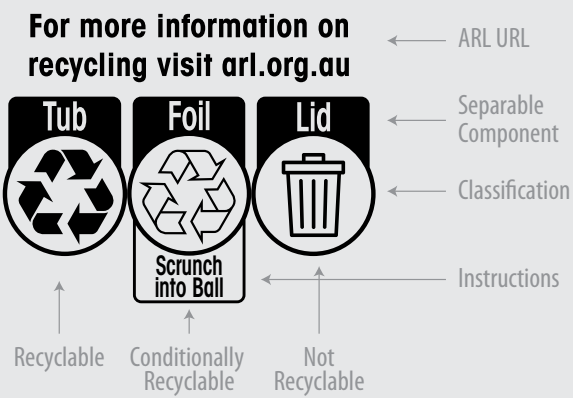 For more information on
recycling visit arl.org.au
ARL URL
Tub
Foil
Lid
Separable
Component
Classification
Scrunch
into Ball
Instructions
Recyclable
Conditionally
Recyclable
Not
Recyclable